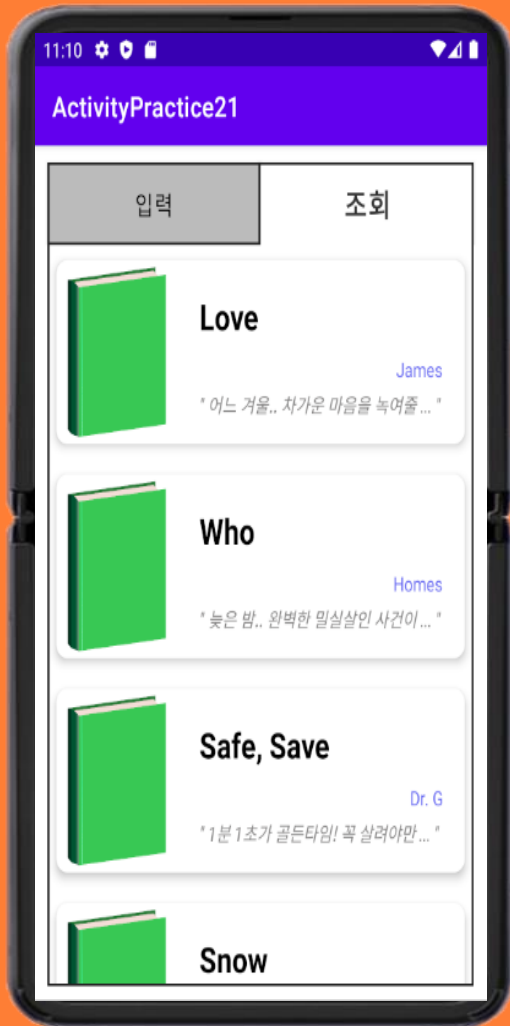 11:10
ActivityPractice21
입력
조회
Love
James
" 어느 겨울.. 차가운 마음을 녹여줄 ... "
Who
Homes
" 늦은 밤.. 완벽한 밀실살인 사건이 ... "
Safe, Save
Dr. G
" 1분 1초가 골든타임! 꼭 살려야만 ... "
Snow